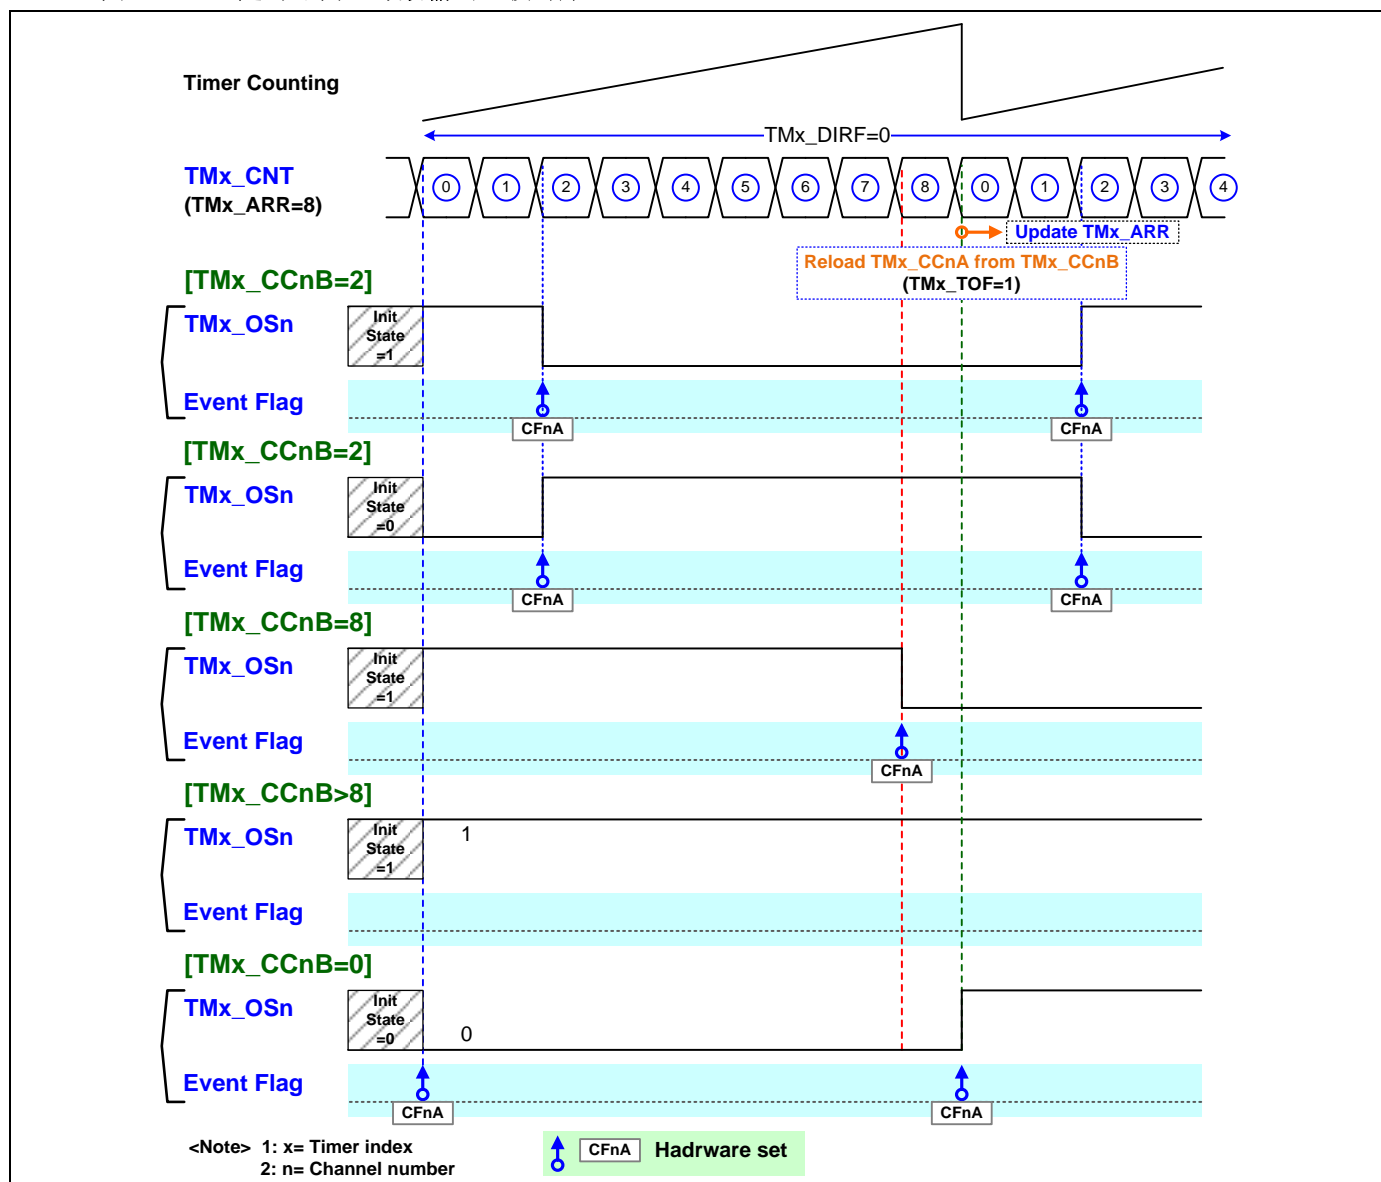 Timer Counting
TMx_DIRF=0
TMx_CNT
(TMx_ARR=8)
0 1 2 3 4 5 6 7 8 0 1 2 3 4
Update TMx_ARR
Reload TMx_CCnA from TMx_CCnB
(TMx_TOF=1)
[TMx_CCnB=2]
TMx_OSn
Init
State
=1
Event Flag
CFnA CFnA
[TMx_CCnB=2]
TMx_OSn
Init
State
=0
Event Flag
CFnA CFnA
[TMx_CCnB=8]
TMx_OSn
Init
State
=1
Event Flag
CFnA
[TMx_CCnB>8]
TMx_OSn
Init
State
=1
1
Event Flag
[TMx_CCnB=0]
TMx_OSn
Init
State
=0
0
Event Flag
CFnA CFnA
<Note> 1: x= Timer index
2: n= Channel number
CFnA Hadrware set